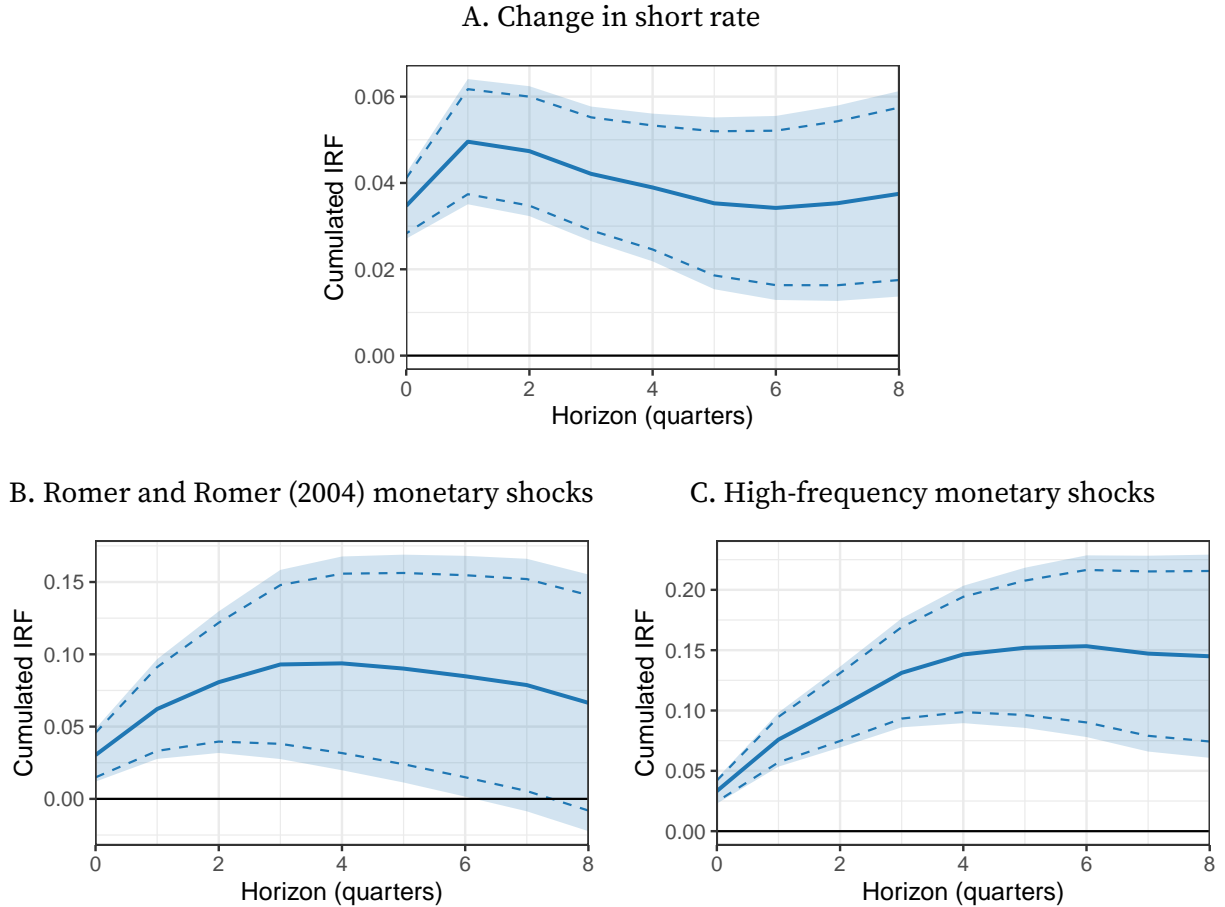 A. Change in short rate
0.06
0.04
0.02
0.00
Cumulated IRF
0 2 4 6 8
Horizon (quarters)
B. Romer and Romer (2004) monetary shocks
0.15
0.10
0.05
0.00
Cumulated IRF
0 2 4 6 8
Horizon (quarters)
C. High-frequency monetary shocks
0.20
0.15
0.10
0.05
0.00
Cumulated IRF
0 2 4 6 8
Horizon (quarters)